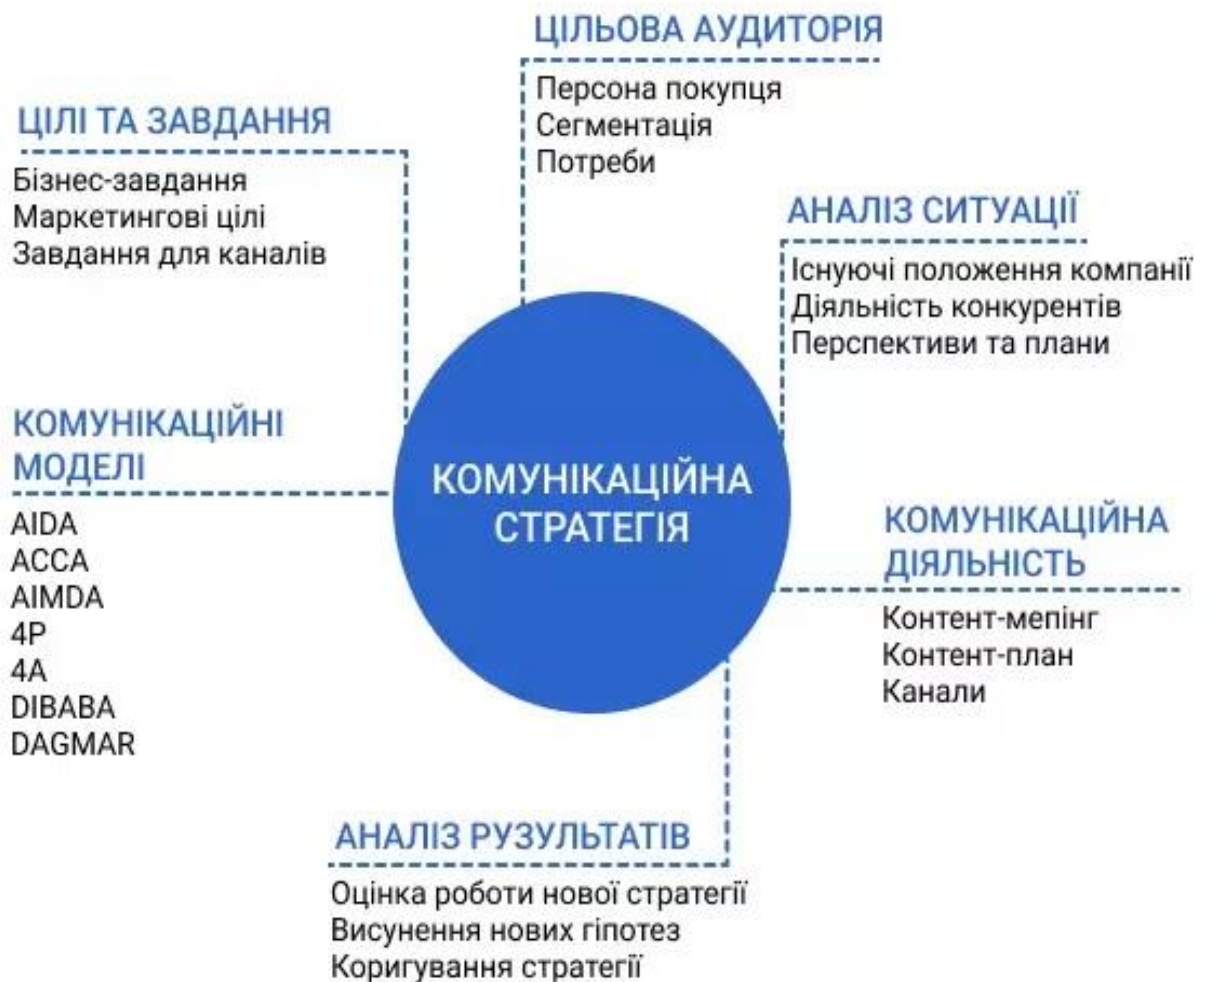 ЦІЛЬОВА АУДИТОРІЯ
Персона покупця
Сегментація
Потреби
ЦІЛІ ТА ЗАВДАННЯ
Бізнес-завдання
Маркетингові цілі
Завдання для каналів
АНАЛІЗ СИТУАЦІЇ
Існуючі положення компанії
Діяльність конкурентів
Перспективи та плани
КОМУНІКАЦІЙНІ
МОДЕЛІ
AIDA
ACCA
AIMDA
4P
4A
DIBABA
DAGMAR
КОМУНІКАЦІЙНА
СТРАТЕГІЯ
КОМУНІКАЦІЙНА
ДІЯЛЬНІСТЬ
Контент-мепінг
Контент-план
Канали
АНАЛІЗ РУЗУЛЬТАТІВ
Оцінка роботи нової стратегії
Висунення нових гіпотез
Коригування стратегії